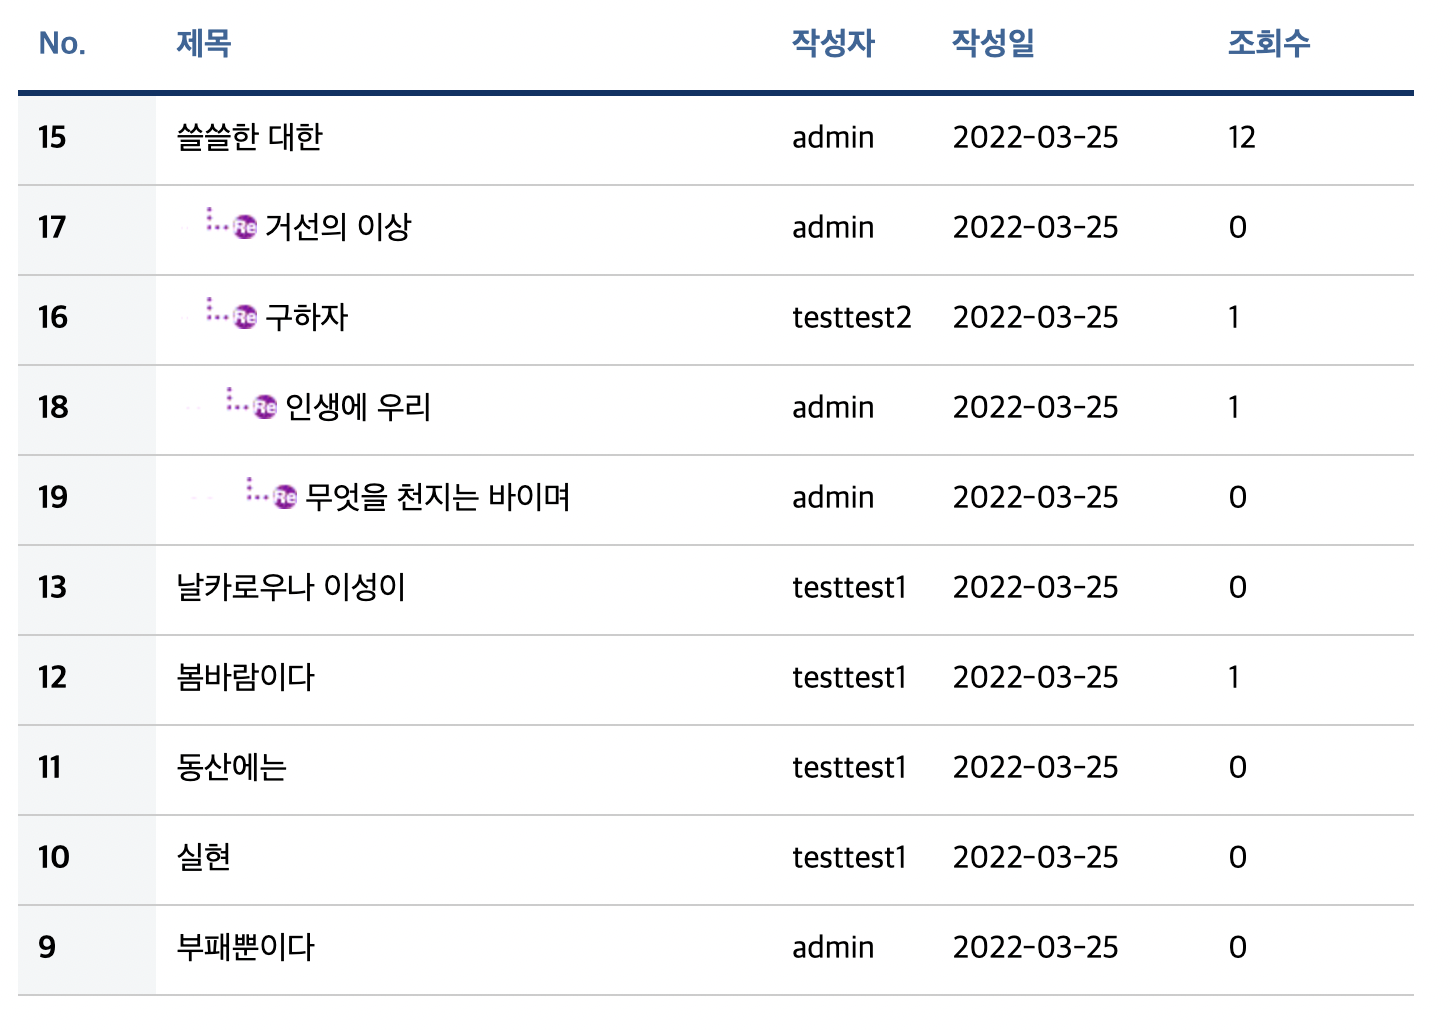 No. 제목 작성자 작성일 조회수
15 쓸쓸한 대한 admin 2022-03-25 12
17 Re 거선의 이상 admin 2022-03-25 0
16 Re 구하자 testtest2 2022-03-25 1
18 Re 인생에 우리 admin 2022-03-25 1
19 Re 무엇을 천지는 바이며 admin 2022-03-25 0
13 날카로우나 이성이 testtest1 2022-03-25 0
12 봄바람이다 testtest1 2022-03-25 1
11 동산에는 testtest1 2022-03-25 0
10 실현 testtest1 2022-03-25 0
9 부패뿐이다 admin 2022-03-25 0